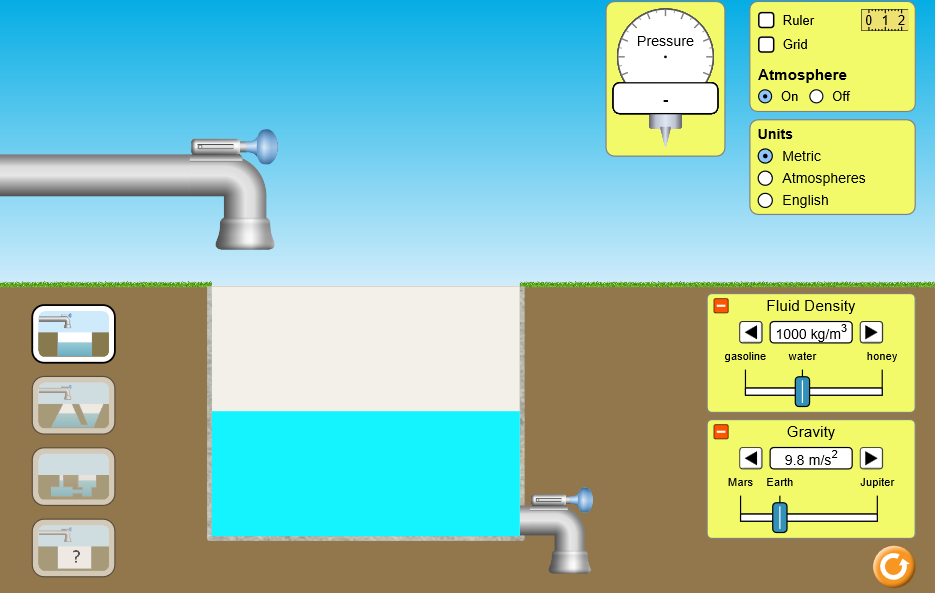 Pressure
-
Ruler
0 1 2
Grid
Atmosphere
On Off
Units
Metric
Atmospheres
English
Fluid Density
1000 kg/m³
gasoline water honey
Gravity
9.8 m/s²
Mars Earth Jupiter
?